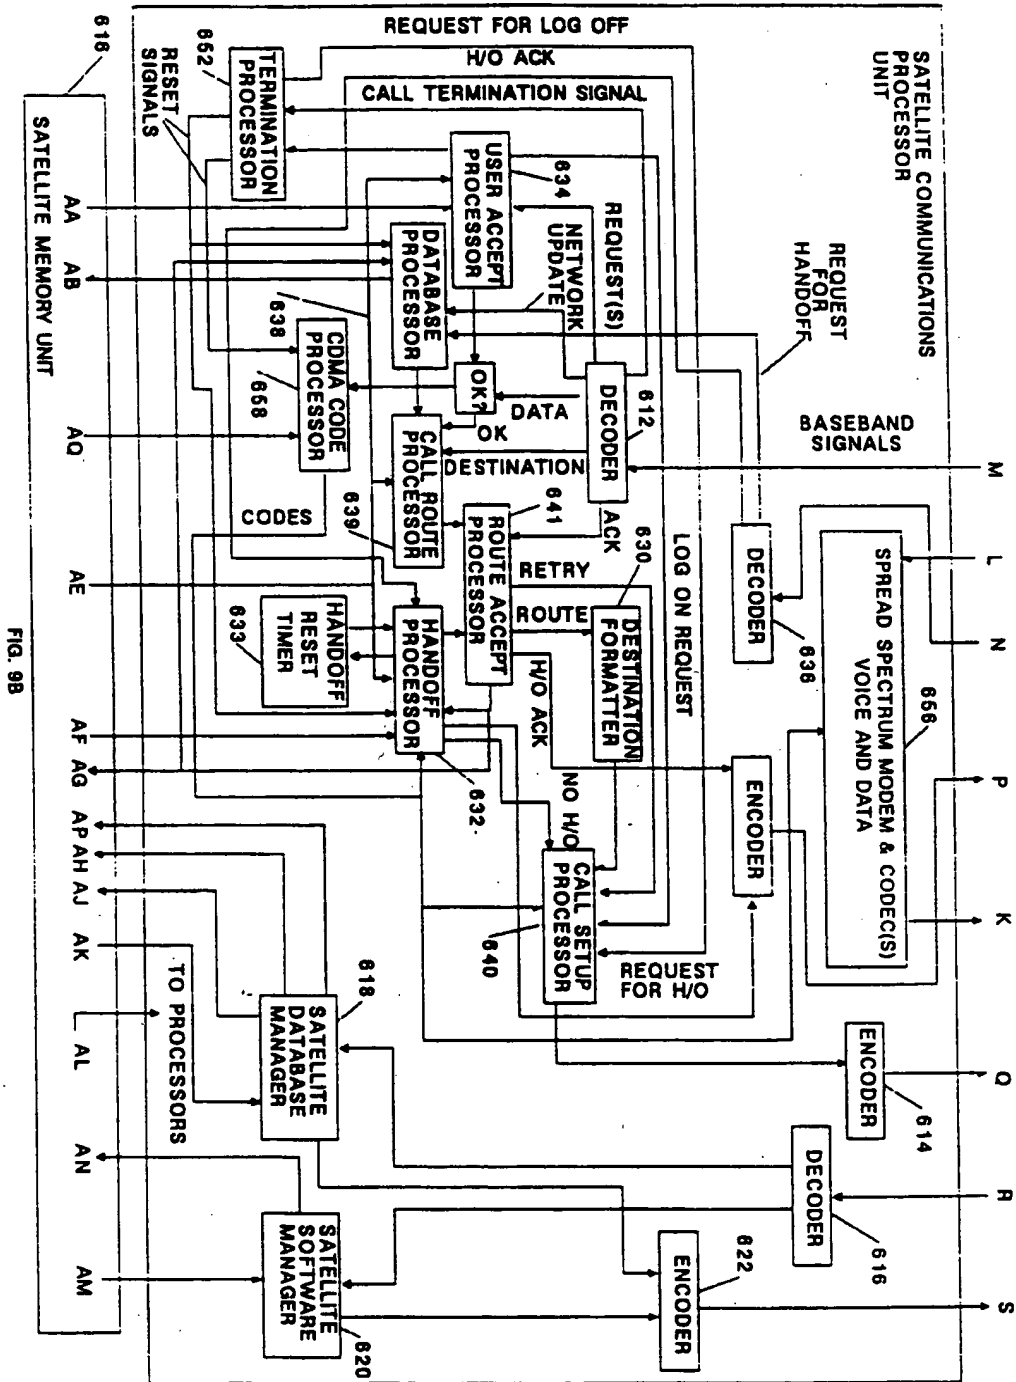 SATELLITE COMMUNICATIONS
PROCESSOR
UNIT
REQUEST FOR LOG OFF
H/O ACK
CALL TERMINATION SIGNAL
REQUEST
FOR
HANDOFF
BASEBAND
SIGNALS
M
L
N
P
K
Q
R
S
SPREAD SPECTRUM MODEM & CODEC(S)
VOICE AND DATA
656
DECODER
636
ENCODER
ENCODER
614
DECODER
616
ENCODER
622
LOG ON REQUEST
REQUEST(S)
NETWORK
UPDATE
612
DECODER
DATA
DESTINATION
ACK
OK?
OK
634
USER ACCEPT
PROCESSOR
DATABASE
PROCESSOR
638
CALL ROUTE
PROCESSOR
639
641
ROUTE ACCEPT
PROCESSOR
RETRY
ROUTE
H/O ACK
630
DESTINATION
FORMATTER
NO H/O
CALL SETUP
PROCESSOR
640
REQUEST
FOR H/O
HANDOFF
PROCESSOR
632
HANDOFF
RESET
TIMER
633
CDMA CODE
PROCESSOR
658
CODES
652
TERMINATION
PROCESSOR
RESET
SIGNALS
618
SATELLITE
DATABASE
MANAGER
TO PROCESSORS
SATELLITE
SOFTWARE
MANAGER
620
616
SATELLITE MEMORY UNIT
AA
AB
AQ
AE
AF
AG
AP
AH
AJ
AK
AL
AN
AM
FIG. 9B